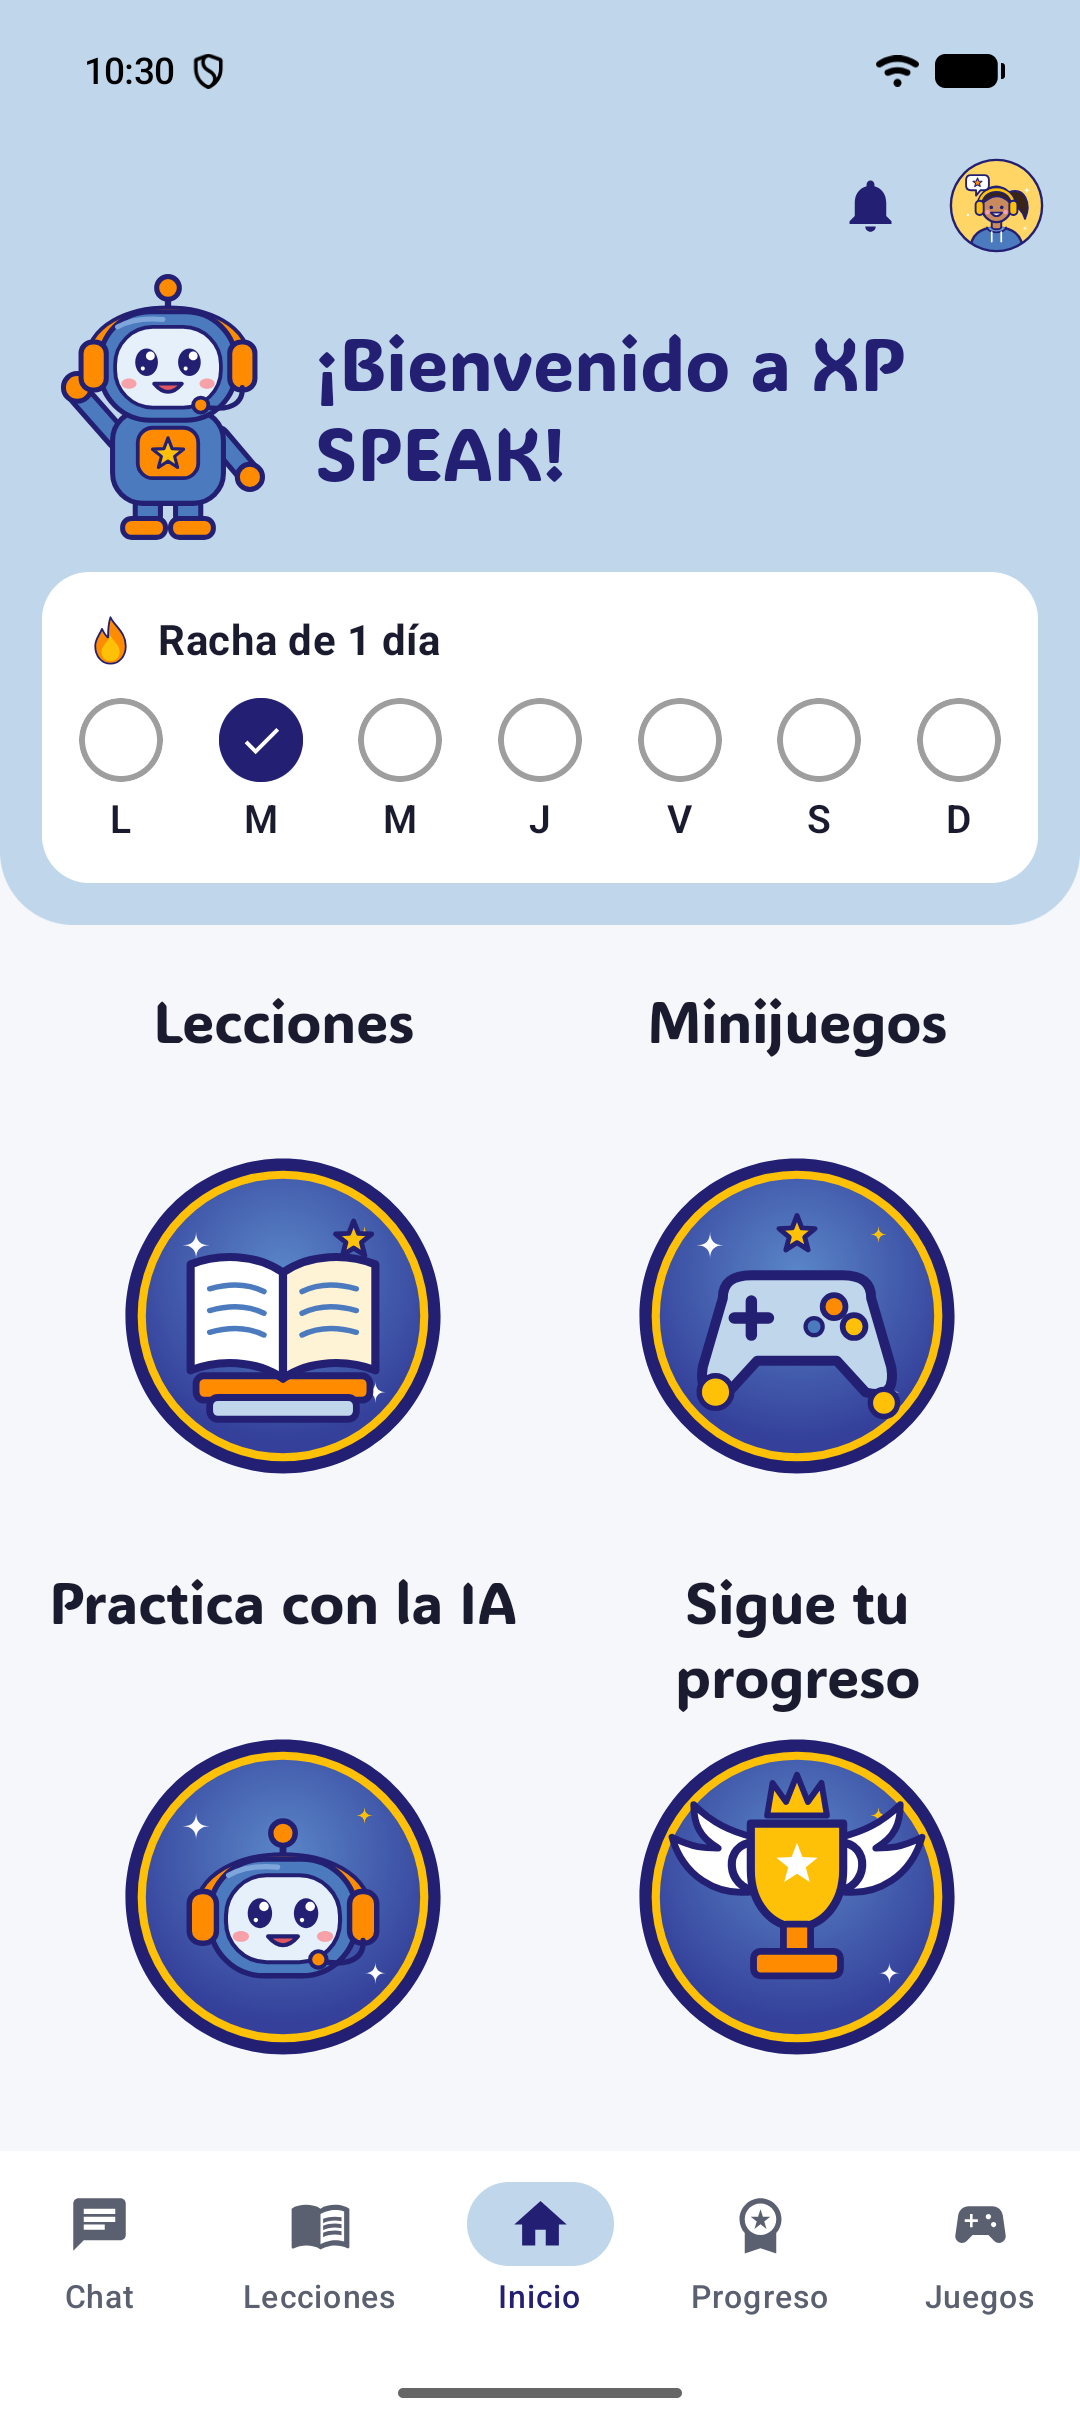 10:30
¡Bienvenido a XP
SPEAK!
Racha de 1 día
L M M J V S D
Lecciones
Minijuegos
Practica con la IA
Sigue tu
progreso
Chat Lecciones Inicio Progreso Juegos